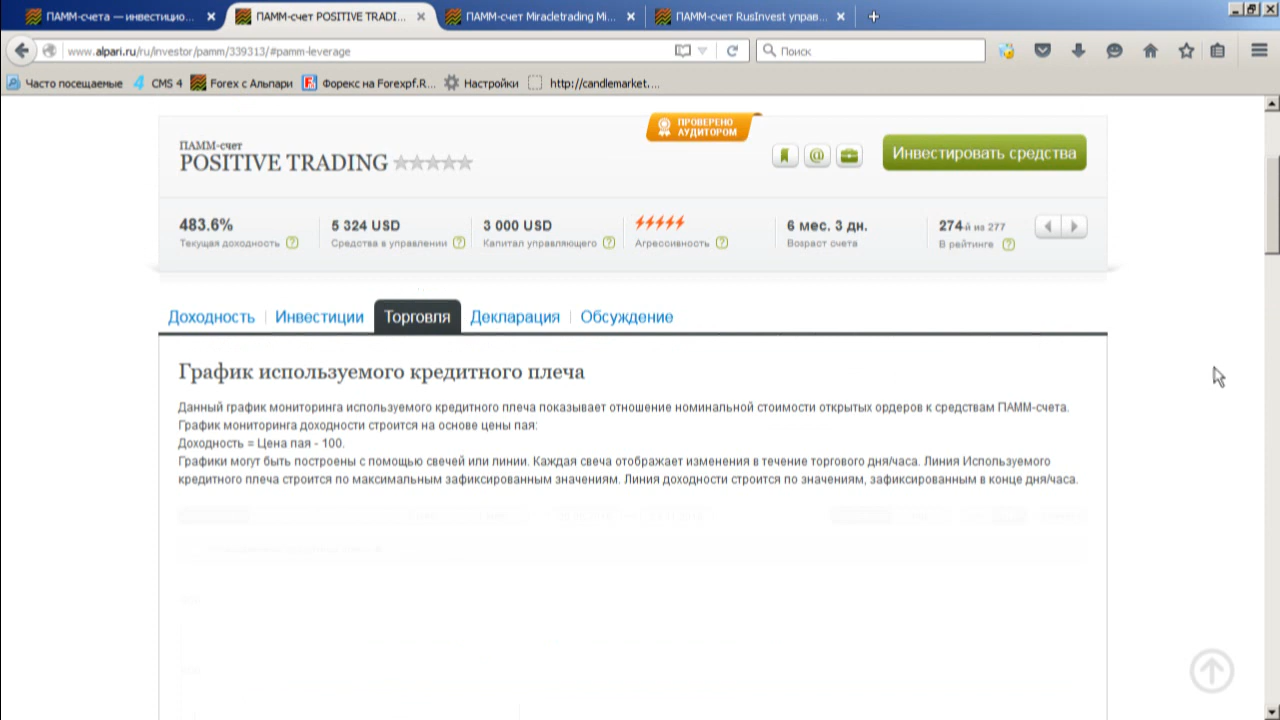 ПАММ-счета — инвестицио...
ПАММ-счет POSITIVE TRADI...
ПАММ-счет Miracletrading Mi...
ПАММ-счет RusInvest управ...
www.alpari.ru/ru/investor/pamm/339313/#pamm-leverage
Поиск
Часто посещаемые
CMS 4
Forex с Альпари
Форекс на Forexpf.R...
Настройки
http://candlemarket....
ПРОВЕРЕНО
АУДИТОРОМ
ПАММ-счет
POSITIVE TRADING
Инвестировать средства
483.6%
Текущая доходность
5 324 USD
Средства в управлении
3 000 USD
Капитал управляющего
Агрессивность
6 мес. 3 дн.
Возраст счета
274-й из 277
В рейтинге
Доходность
Инвестиции
Торговля
Декларация
Обсуждение
График используемого кредитного плеча
Данный график мониторинга используемого кредитного плеча показывает отношение номинальной стоимости открытых ордеров к средствам ПАММ-счета.
График мониторинга доходности строится на основе цены пая:
Доходность = Цена пая - 100.
Графики могут быть построены с помощью свечей или линии. Каждая свеча отображает изменения в течение торгового дня/часа. Линия Используемого
кредитного плеча строится по максимальным зафиксированным значениям. Линия доходности строится по значениям, зафиксированным в конце дня/часа.